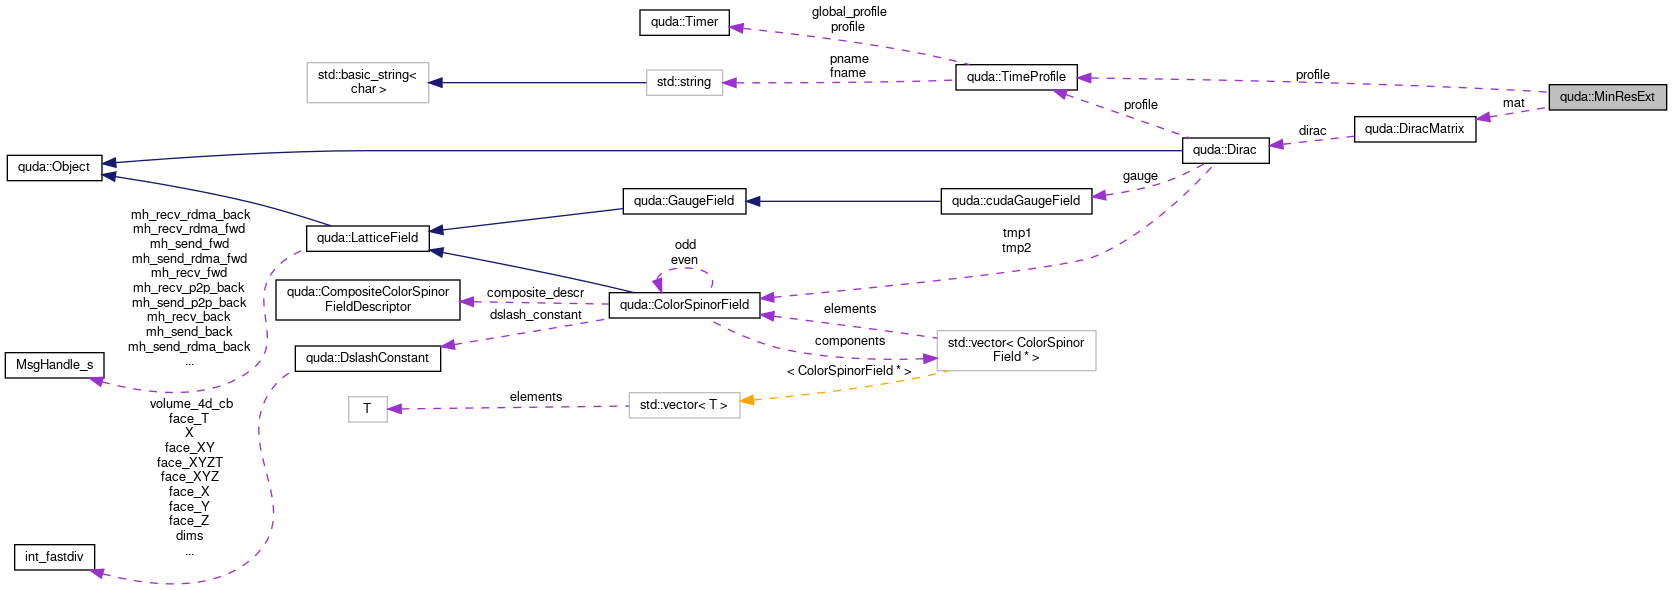 quda::Timer
global_profile
profile
std::basic_string<
char >
std::string
pname
fname
quda::TimeProfile
profile
quda::MinResExt
mat
quda::DiracMatrix
dirac
profile
quda::Dirac
quda::Object
gauge
quda::cudaGaugeField
quda::GaugeField
quda::LatticeField
tmp1
tmp2
mh_recv_rdma_back
mh_recv_rdma_fwd
mh_send_fwd
mh_send_rdma_fwd
mh_recv_fwd
mh_recv_p2p_back
mh_send_p2p_back
mh_recv_back
mh_send_back
mh_send_rdma_back
...
odd
even
quda::CompositeColorSpinor
FieldDescriptor
composite_descr
quda::ColorSpinorField
dslash_constant
elements
components
std::vector< ColorSpinor
Field * >
quda::DslashConstant
MsgHandle_s
< ColorSpinorField * >
T
elements
std::vector< T >
volume_4d_cb
face_T
X
face_XY
face_XYZT
face_XYZ
face_X
face_Y
face_Z
dims
...
int_fastdiv